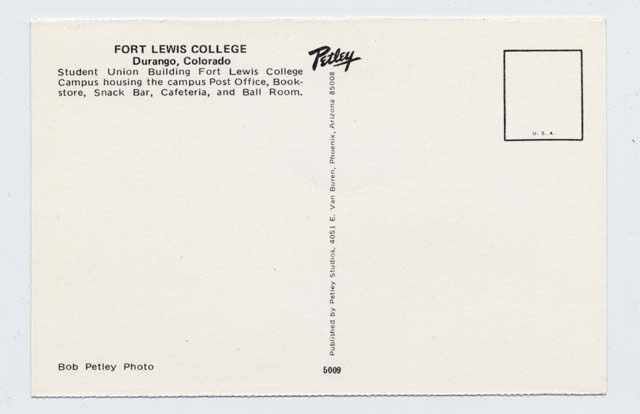 FORT LEWIS COLLEGE
Durango, Colorado
Student Union Building Fort Lewis College
Campus housing the campus Post Office, Book-
store, Snack Bar, Cafeteria, and Ball Room.
Petley
Published by Petley Studios, 4051 E. Van Buren, Phoenix, Arizona 85008
U.S.A.
Bob Petley Photo
5009